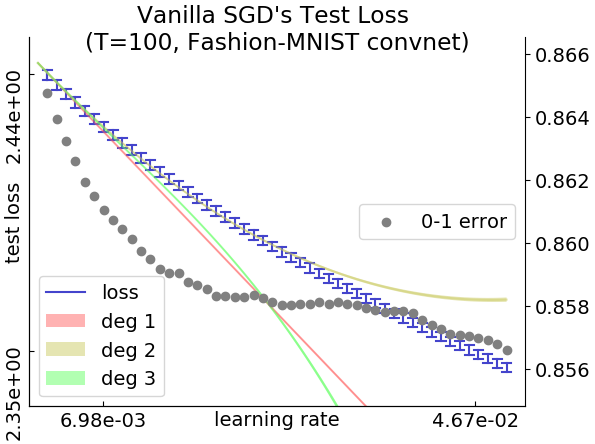 Vanilla SGD's Test Loss
(T=100, Fashion-MNIST convnet)
2.44e+00
test loss
2.35e+00
0.866
0.864
0.862
0.860
0.858
0.856
0-1 error
loss
deg 1
deg 2
deg 3
6.98e-03
learning rate
4.67e-02